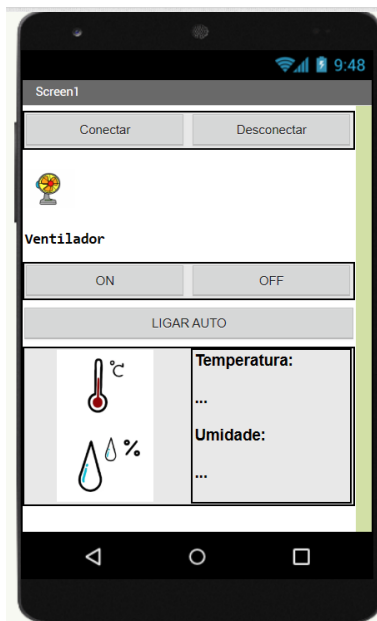 9:48
Screen1
Conectar Desconectar
Ventilador
ON OFF
LIGAR AUTO
°C
%
Temperatura:
...
Umidade:
...